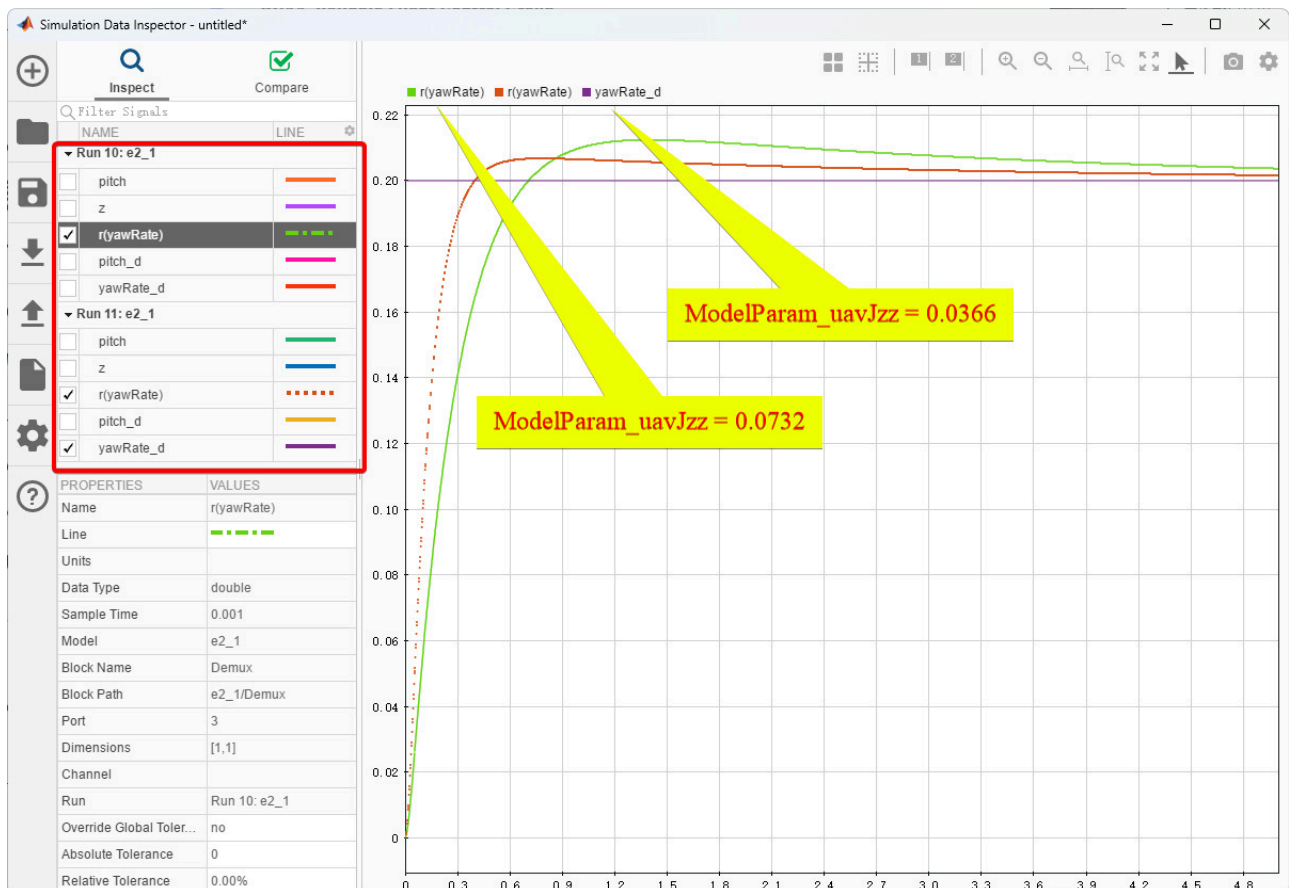 Simulation Data Inspector - untitled*
Inspect
Compare
Filter Signals
NAME LINE
Run 10: e2_1
pitch
z
r(yawRate)
pitch_d
yawRate_d
Run 11: e2_1
pitch
z
r(yawRate)
pitch_d
yawRate_d
PROPERTIES VALUES
Name r(yawRate)
Line
Units
Data Type double
Sample Time 0.001
Model e2_1
Block Name Demux
Block Path e2_1/Demux
Port 3
Dimensions [1,1]
Channel
Run Run 10: e2_1
Override Global Toler... no
Absolute Tolerance 0
Relative Tolerance 0.00%
1 2
r(yawRate) r(yawRate) yawRate_d
0.22
0.20
0.18
0.16
0.14
0.12
0.10
0.08
0.06
0.04
0.02
0
ModelParam_uavJzz = 0.0366
ModelParam_uavJzz = 0.0732
0 0.3 0.6 0.9 1.2 1.5 1.8 2.1 2.4 2.7 3.0 3.3 3.6 3.9 4.2 4.5 4.8